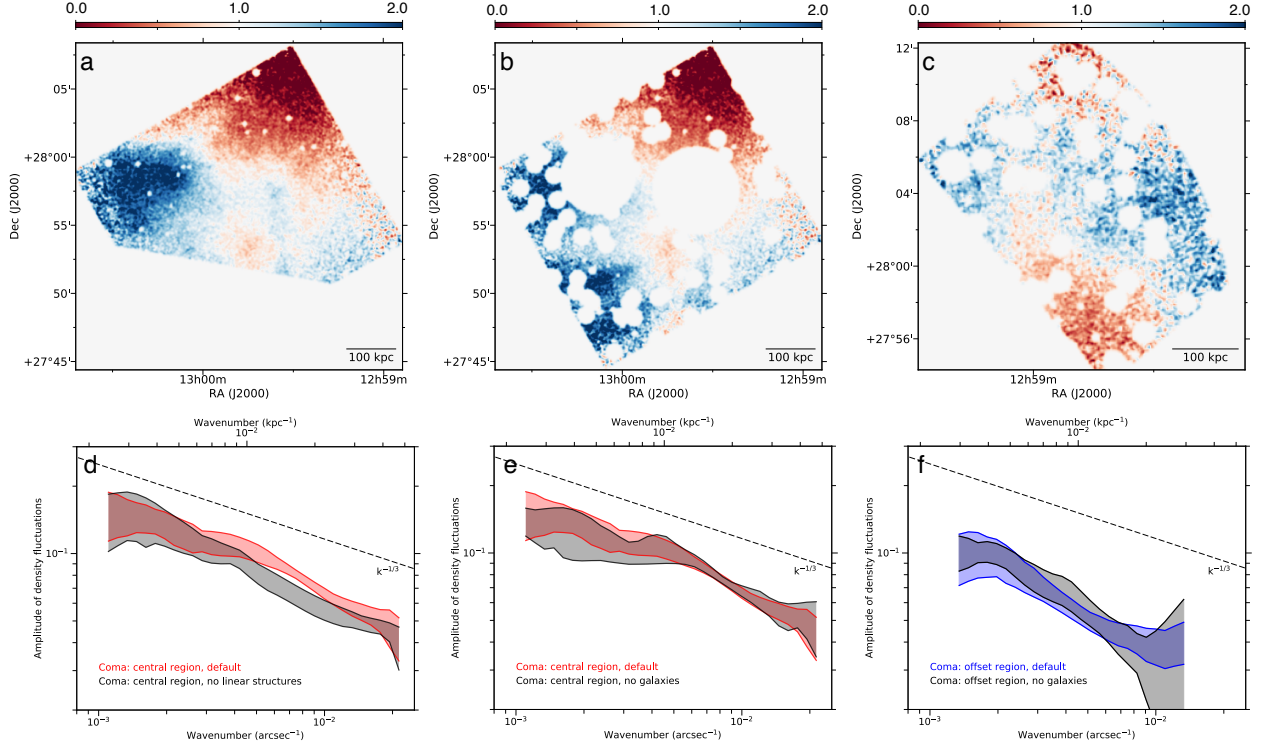 0.0 1.0 2.0
a
05'
+28°00'
55'
50'
+27°45'
Dec (J2000)
100 kpc
13h00m 12h59m
RA (J2000)
0.0 1.0 2.0
b
05'
+28°00'
55'
50'
+27°45'
Dec (J2000)
100 kpc
13h00m 12h59m
RA (J2000)
0.0 1.0 2.0
c
12'
08'
04'
+28°00'
27°56'
Dec (J2000)
100 kpc
12h59m
RA (J2000)
Wavenumber (kpc⁻¹)
10⁻²
d
10⁻¹
Amplitude of density fluctuations
k⁻¹/³
Coma: central region, default
Coma: central region, no linear structures
10⁻³ 10⁻²
Wavenumber (arcsec⁻¹)
Wavenumber (kpc⁻¹)
10⁻²
e
10⁻¹
Amplitude of density fluctuations
k⁻¹/³
Coma: central region, default
Coma: central region, no galaxies
10⁻³ 10⁻²
Wavenumber (arcsec⁻¹)
Wavenumber (kpc⁻¹)
10⁻²
f
10⁻¹
Amplitude of density fluctuations
k⁻¹/³
Coma: offset region, default
Coma: offset region, no galaxies
10⁻³ 10⁻²
Wavenumber (arcsec⁻¹)